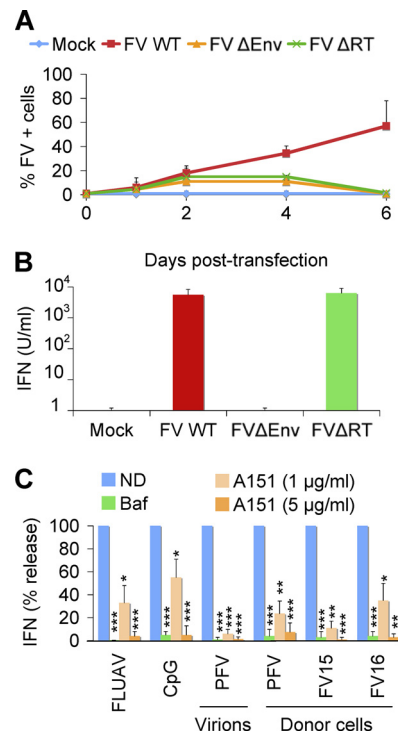 A
Mock FV WT FV ΔEnv FV ΔRT
% FV + cells
100
80
60
40
20
0
0 2 4 6
Days post-transfection
B
IFN (U/ml)
10⁴
10³
10²
10
1
Mock FV WT FVΔEnv FVΔRT
C
ND A151 (1 µg/ml)
Baf A151 (5 µg/ml)
IFN (% release)
100
80
60
40
20
0
*** * *** * *** *** *** *** *** ** *** *** ** *** *** * **
FLUAV CpG PFV PFV FV15 FV16
Virions Donor cells